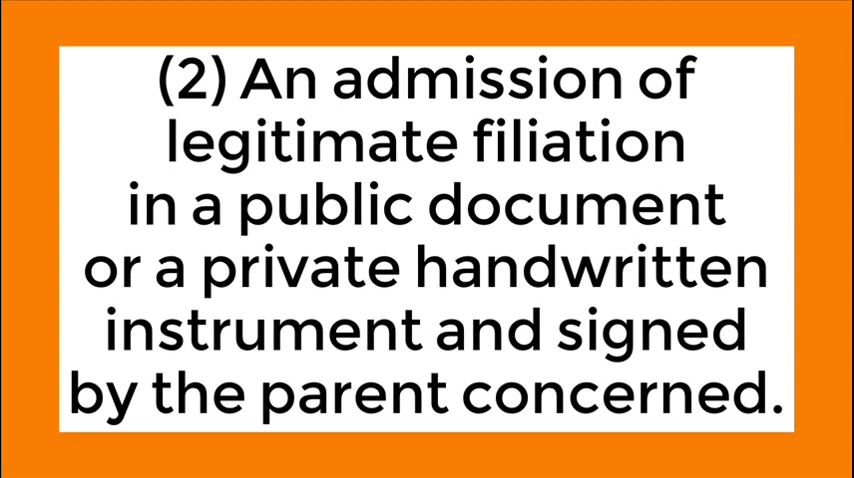 (2) An admission of
legitimate filiation
in a public document
or a private handwritten
instrument and signed
by the parent concerned.